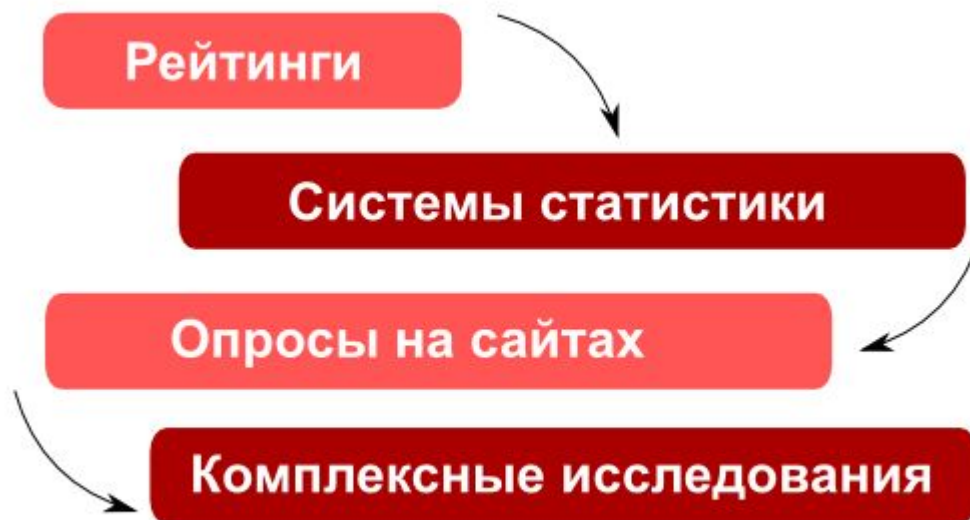 Рейтинги
Системы статистики
Опросы на сайтах
Комплексные исследования